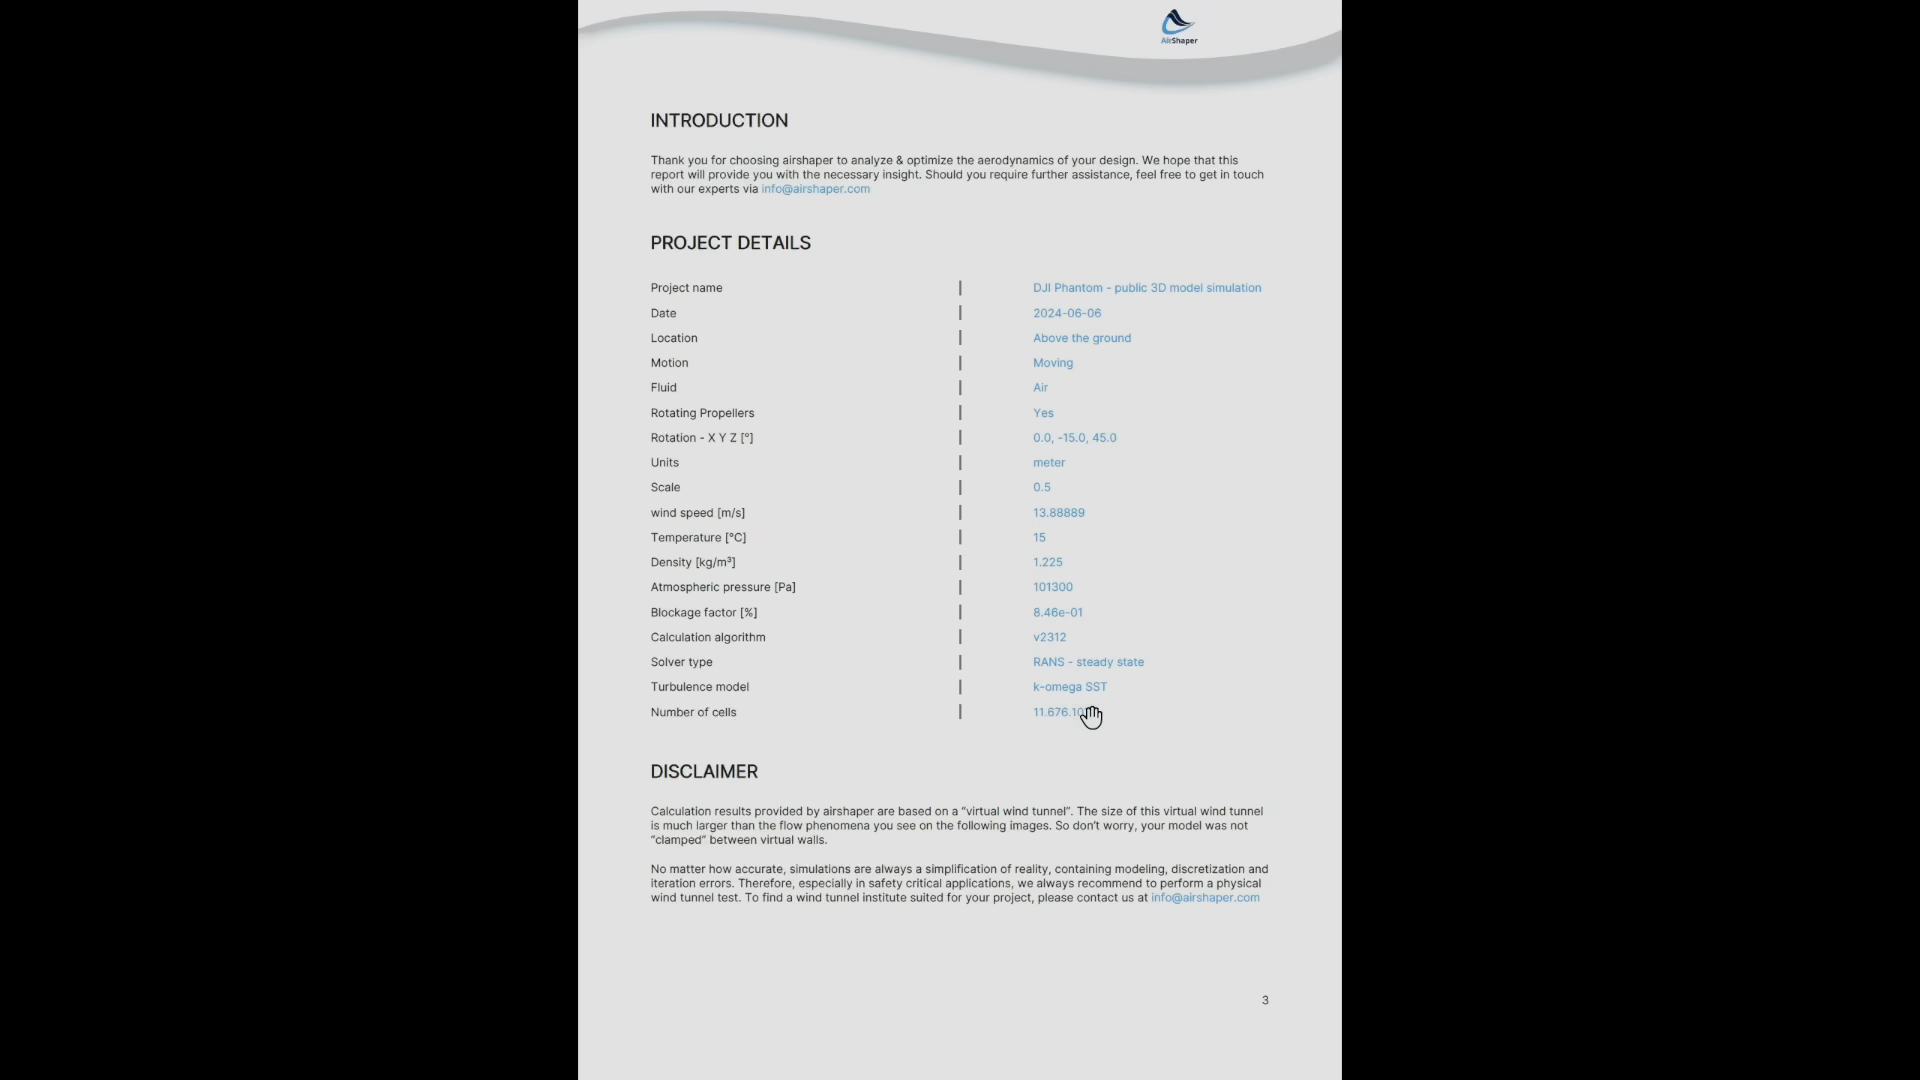 AirShaper
INTRODUCTION
Thank you for choosing airshaper to analyze & optimize the aerodynamics of your design. We hope that this
report will provide you with the necessary insight. Should you require further assistance, feel free to get in touch
with our experts via info@airshaper.com
PROJECT DETAILS
Project name | DJI Phantom - public 3D model simulation
Date | 2024-06-06
Location | Above the ground
Motion | Moving
Fluid | Air
Rotating Propellers | Yes
Rotation - X Y Z [°] | 0.0, -15.0, 45.0
Units | meter
Scale | 0.5
wind speed [m/s] | 13.88889
Temperature [°C] | 15
Density [kg/m³] | 1.225
Atmospheric pressure [Pa] | 101300
Blockage factor [%] | 8.46e-01
Calculation algorithm | v2312
Solver type | RANS - steady state
Turbulence model | k-omega SST
Number of cells |
DISCLAIMER
Calculation results provided by airshaper are based on a “virtual wind tunnel”. The size of this virtual wind tunnel
is much larger than the flow phenomena you see on the following images. So don’t worry, your model was not
“clamped” between virtual walls.
No matter how accurate, simulations are always a simplification of reality, containing modeling, discretization and
iteration errors. Therefore, especially in safety critical applications, we always recommend to perform a physical
wind tunnel test. To find a wind tunnel institute suited for your project, please contact us at info@airshaper.com
3